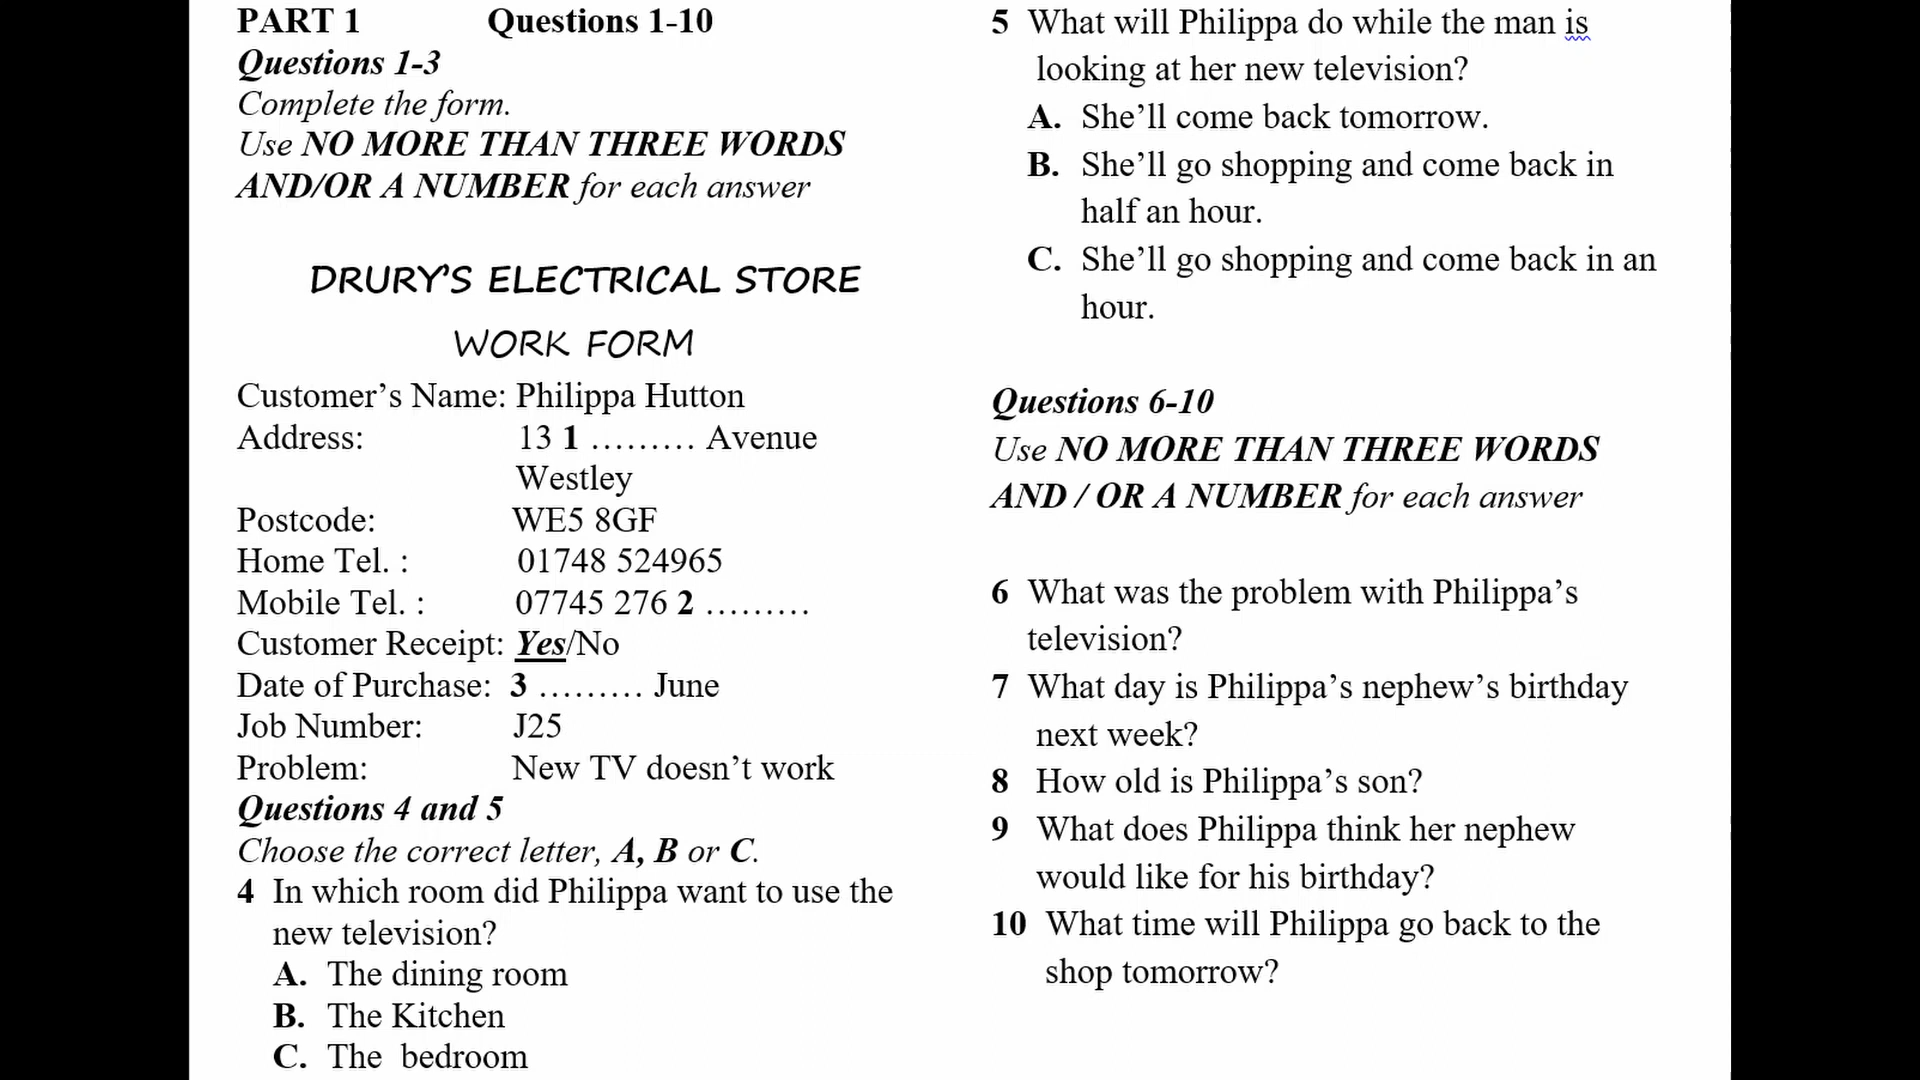 PART 1 Questions 1-10
Questions 1-3
Complete the form.
Use NO MORE THAN THREE WORDS
AND/OR A NUMBER for each answer
DRURY'S ELECTRICAL STORE
WORK FORM
Customer's Name: Philippa Hutton
Address: 13 1 ……… Avenue
Westley
Postcode: WE5 8GF
Home Tel. : 01748 524965
Mobile Tel. : 07745 276 2 ………
Customer Receipt: Yes/No
Date of Purchase: 3 ……… June
Job Number: J25
Problem: New TV doesn't work
Questions 4 and 5
Choose the correct letter, A, B or C.
4 In which room did Philippa want to use the
new television?
A. The dining room
B. The Kitchen
C. The bedroom
5 What will Philippa do while the man is
looking at her new television?
A. She'll come back tomorrow.
B. She'll go shopping and come back in
half an hour.
C. She'll go shopping and come back in an
hour.
Questions 6-10
Use NO MORE THAN THREE WORDS
AND / OR A NUMBER for each answer
6 What was the problem with Philippa's
television?
7 What day is Philippa's nephew's birthday
next week?
8 How old is Philippa's son?
9 What does Philippa think her nephew
would like for his birthday?
10 What time will Philippa go back to the
shop tomorrow?